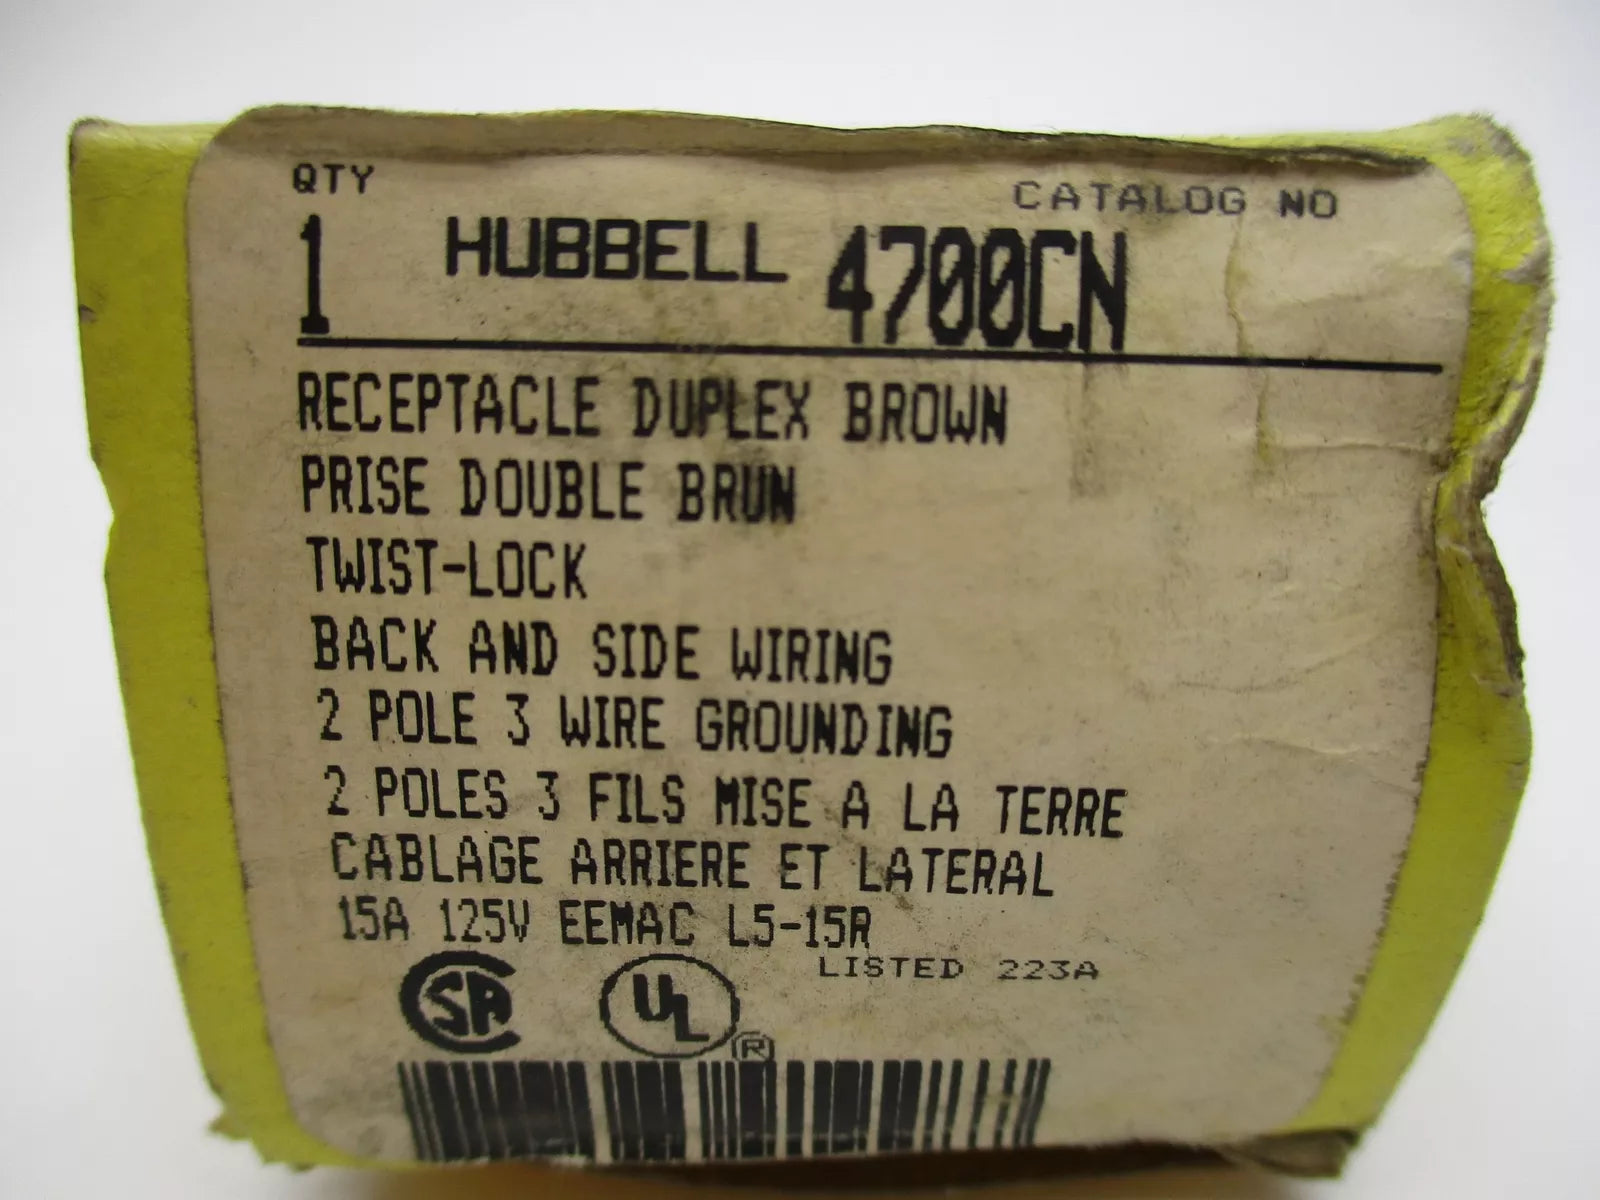 QTY CATALOG NO
1 HUBBELL 4700CN
RECEPTACLE DUPLEX BROWN
PRISE DOUBLE BRUN
TWIST-LOCK
BACK AND SIDE WIRING
2 POLE 3 WIRE GROUNDING
2 POLES 3 FILS MISE A LA TERRE
CABLAGE ARRIERE ET LATERAL
15A 125V EEMAC L5-15R
LISTED 223A
SA UL ®